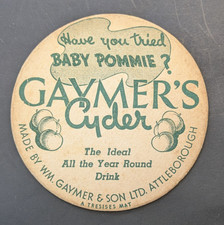 Have you tried
BABY POMMIE?
GAYMER'S
Cyder
The Ideal
All the Year Round
Drink
MADE BY WM. GAYMER & SON LTD. ATTLEBOROUGH
A TRESISES MAT